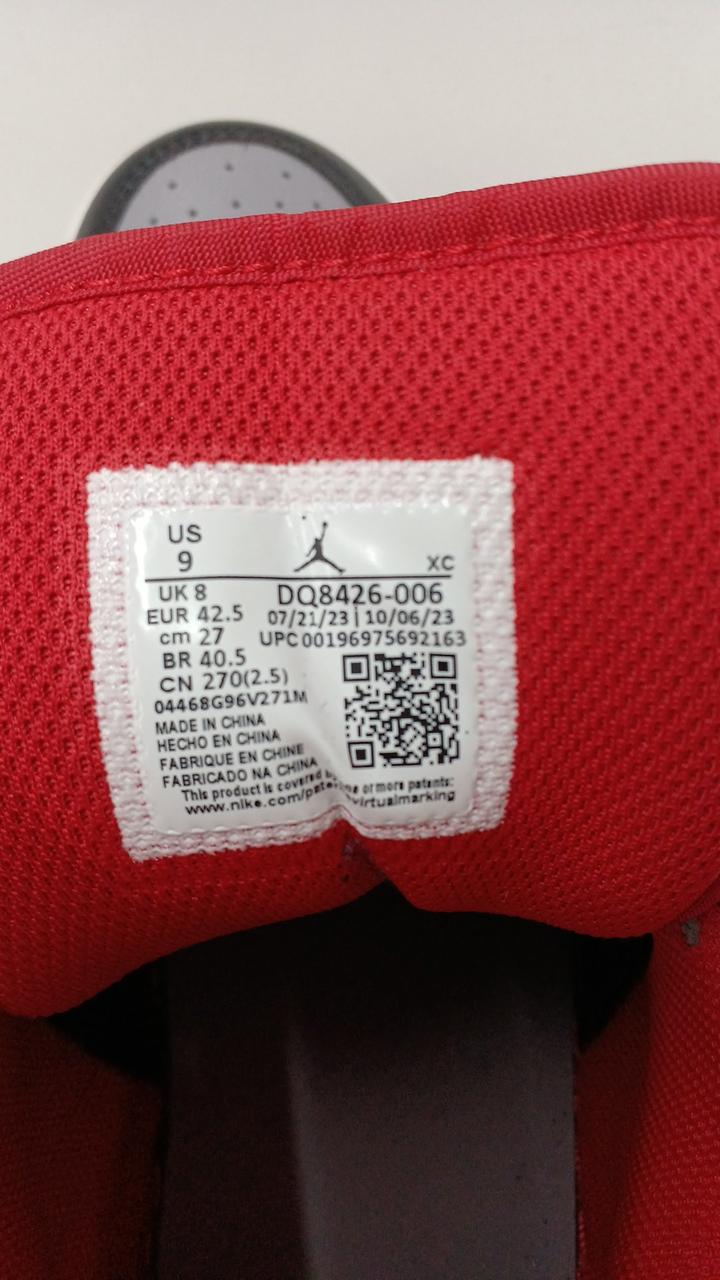 US
9
XC
UK 8
DQ8426-006
EUR 42.5
07/21/23 | 10/06/23
cm 27
UPC 00196975692163
BR 40.5
CN 270(2.5)
04468G96V271M
MADE IN CHINA
HECHO EN CHINA
FABRIQUE EN CHINE
FABRICADO NA CHINA
This product is covered or more patents:
www.nike.com/ virtualmarking